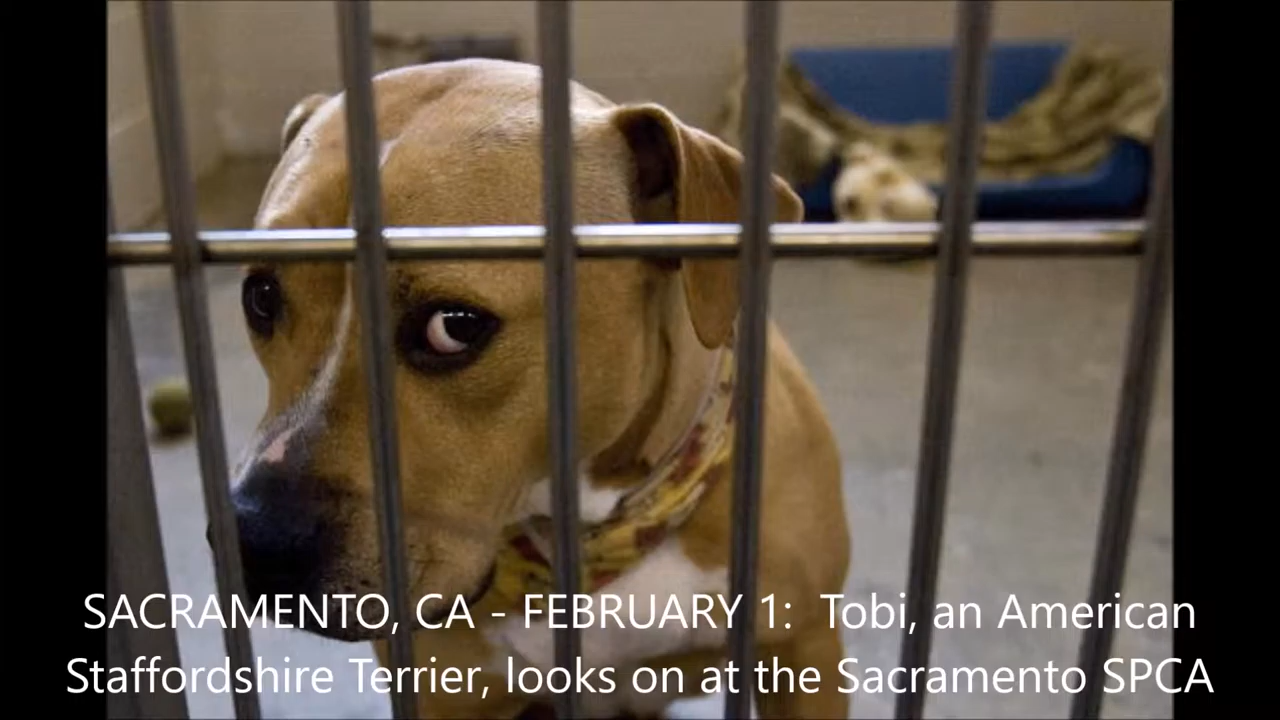 SACRAMENTO, CA - FEBRUARY 1:  Tobi, an American
Staffordshire Terrier, looks on at the Sacramento SPCA